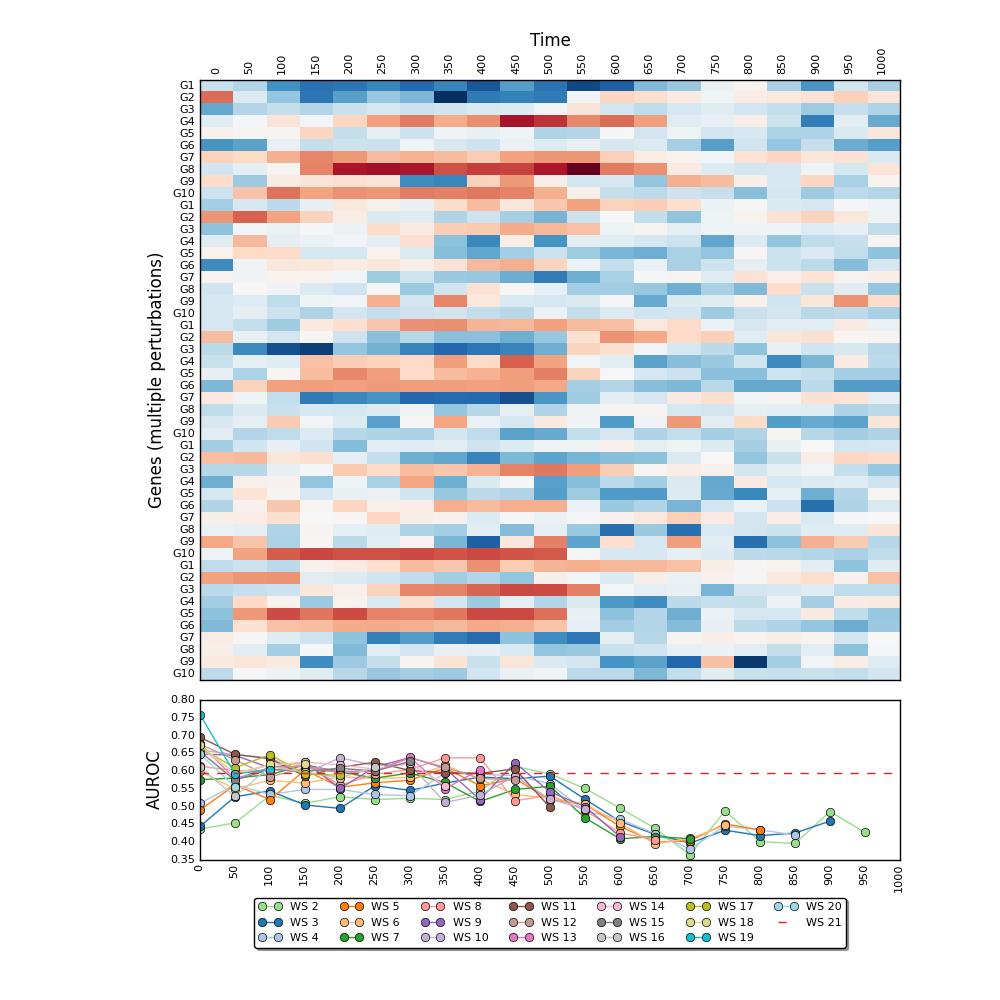 Time
0 50 100 150 200 250 300 350 400 450 500 550 600 650 700 750 800 850 900 950 1000
Genes (multiple perturbations)
G1
G2
G3
G4
G5
G6
G7
G8
G9
G10
G1
G2
G3
G4
G5
G6
G7
G8
G9
G10
G1
G2
G3
G4
G5
G6
G7
G8
G9
G10
G1
G2
G3
G4
G5
G6
G7
G8
G9
G10
G1
G2
G3
G4
G5
G6
G7
G8
G9
G10
AUROC
0.80
0.75
0.70
0.65
0.60
0.55
0.50
0.45
0.40
0.35
0 50 100 150 200 250 300 350 400 450 500 550 600 650 700 750 800 850 900 950 1000
WS 2 WS 5 WS 8 WS 11 WS 14 WS 17 WS 20
WS 3 WS 6 WS 9 WS 12 WS 15 WS 18 WS 21
WS 4 WS 7 WS 10 WS 13 WS 16 WS 19